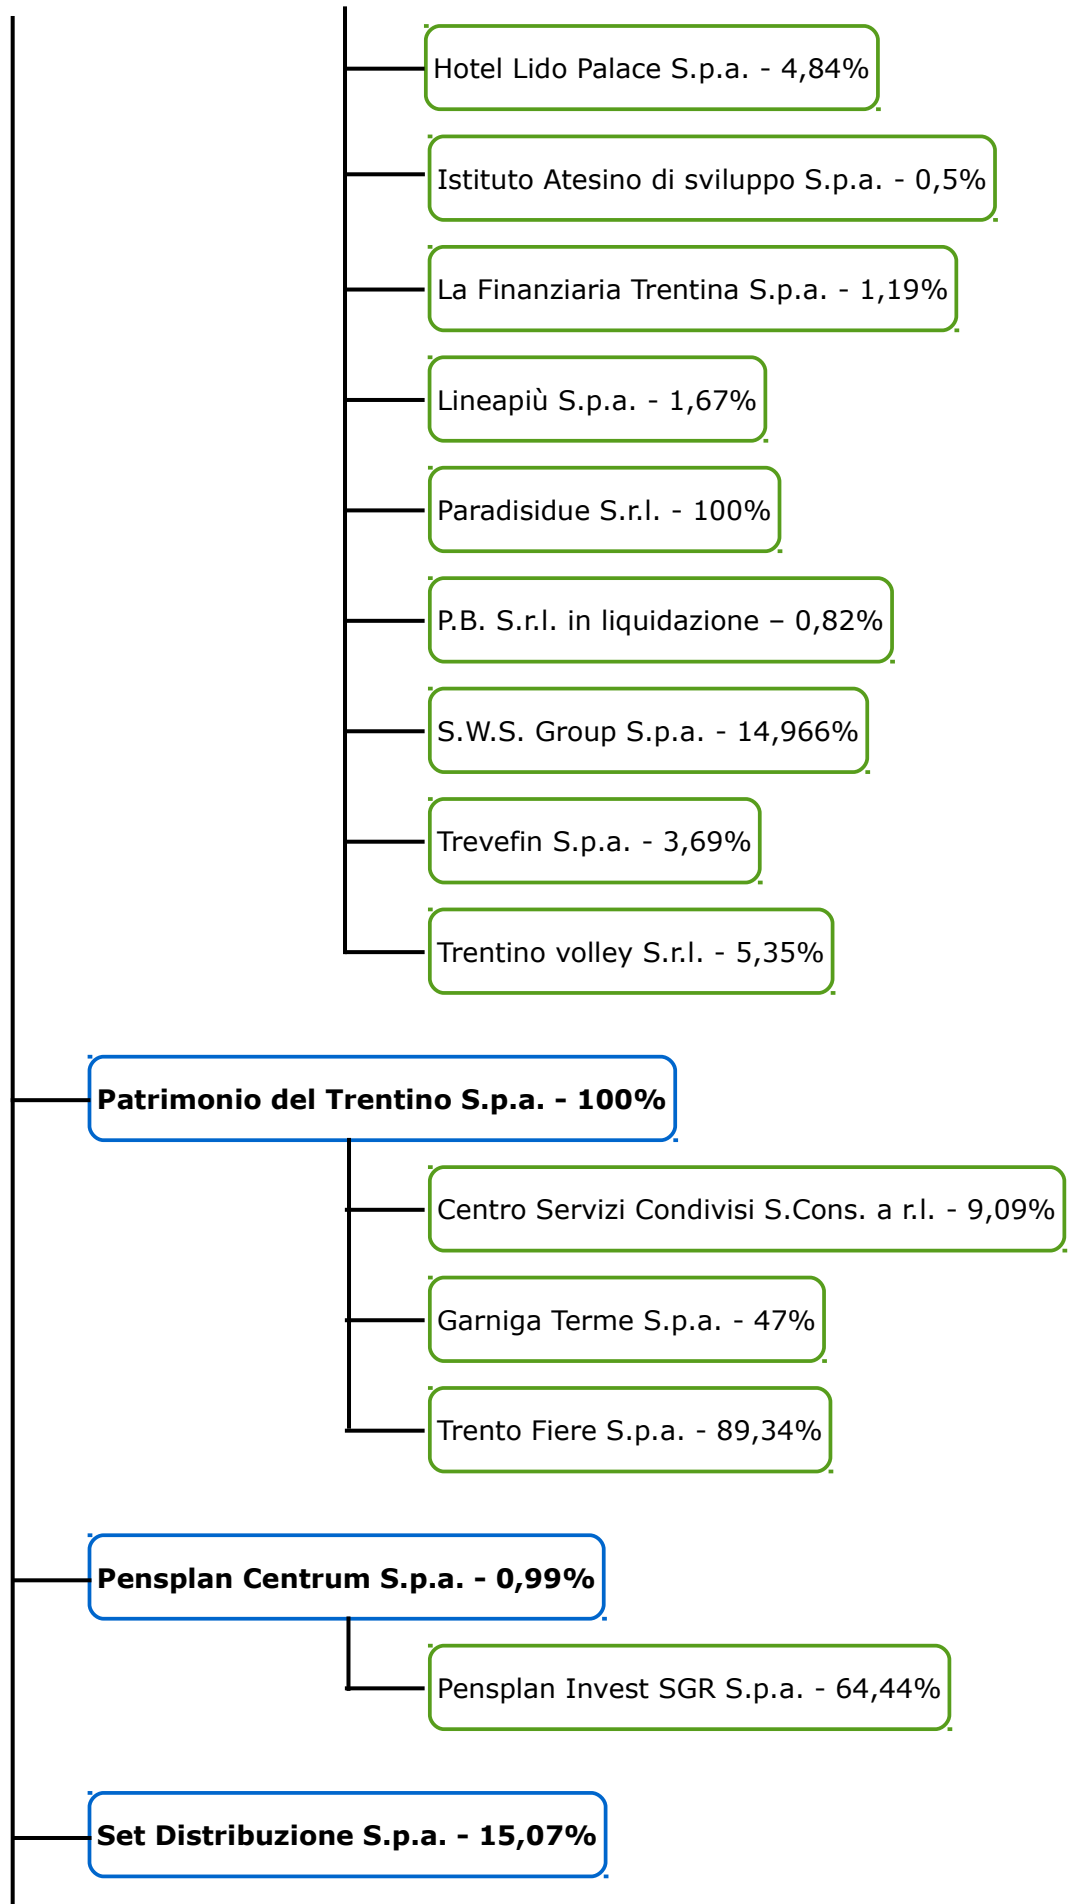 Hotel Lido Palace S.p.a. - 4,84%
Istituto Atesino di sviluppo S.p.a. - 0,5%
La Finanziaria Trentina S.p.a. - 1,19%
Lineapiù S.p.a. - 1,67%
Paradisidue S.r.l. - 100%
P.B. S.r.l. in liquidazione – 0,82%
S.W.S. Group S.p.a. - 14,966%
Trevefin S.p.a. - 3,69%
Trentino volley S.r.l. - 5,35%
Patrimonio del Trentino S.p.a. - 100%
Centro Servizi Condivisi S.Cons. a r.l. - 9,09%
Garniga Terme S.p.a. - 47%
Trento Fiere S.p.a. - 89,34%
Pensplan Centrum S.p.a. - 0,99%
Pensplan Invest SGR S.p.a. - 64,44%
Set Distribuzione S.p.a. - 15,07%